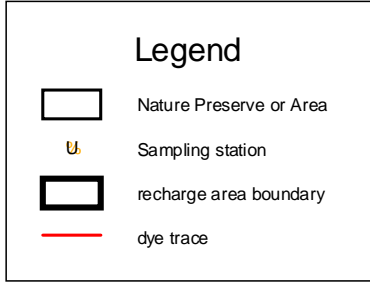 Legend
Nature Preserve or Area
U%
Sampling station
recharge area boundary
dye trace